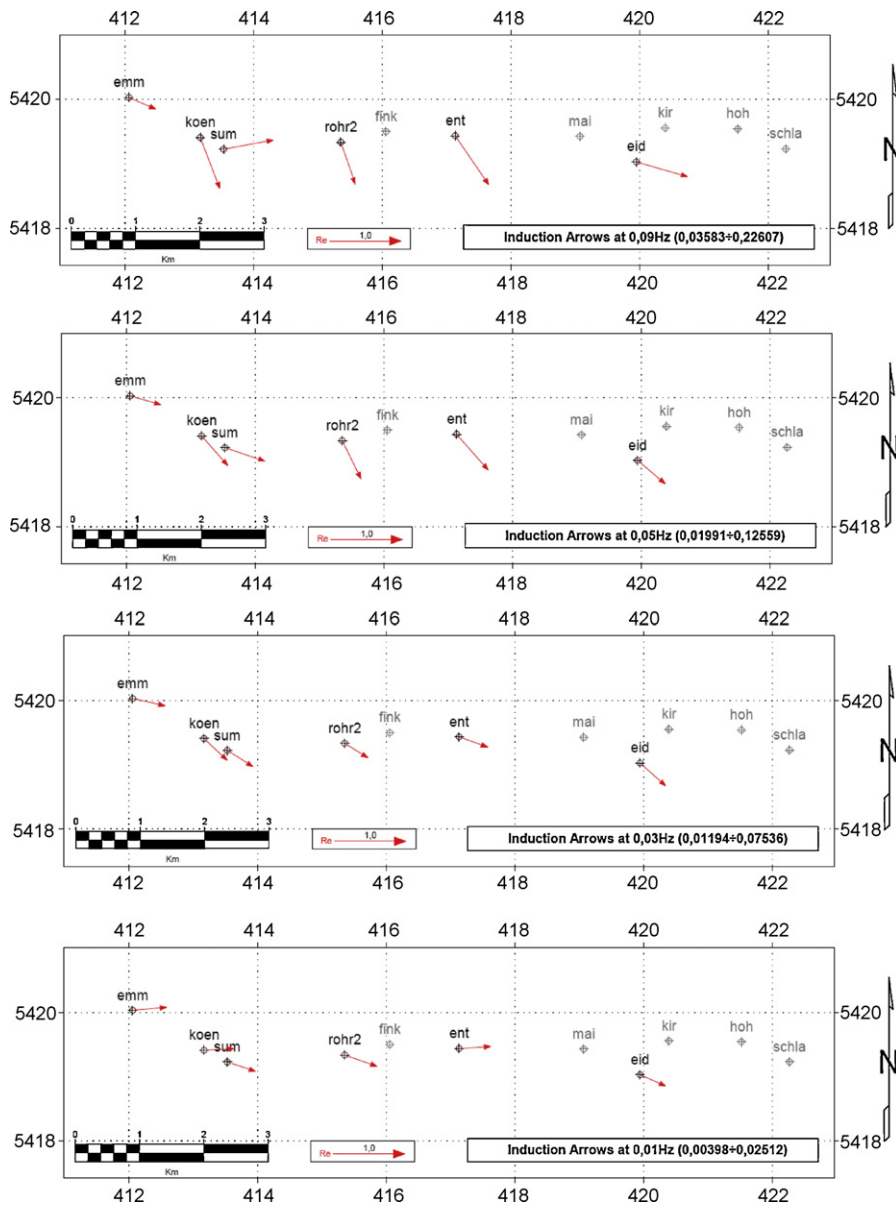 412 414 416 418 420 422
emm
5420 5420
koen sum rohr2 fink ent mai kir hoh schla
eid
N
0 1 2 3
5418 5418
Re 1,0
Induction Arrows at 0,09Hz (0,03583÷0,22607)
Km
412 414 416 418 420 422
412 414 416 418 420 422
emm
5420 5420
koen sum rohr2 fink ent mai kir hoh schla
eid
N
0 1 2 3
5418 5418
Re 1,0
Induction Arrows at 0,05Hz (0,01991÷0,12559)
Km
412 414 416 418 420 422
412 414 416 418 420 422
emm
5420 5420
koen sum rohr2 fink ent mai kir hoh schla
eid
N
0 1 2 3
5418 5418
Re 1,0
Induction Arrows at 0,03Hz (0,01194÷0,07536)
Km
412 414 416 418 420 422
412 414 416 418 420 422
emm
5420 5420
koen sum rohr2 fink ent mai kir hoh schla
eid
N
0 1 2 3
5418 5418
Re 1,0
Induction Arrows at 0,01Hz (0,00398÷0,02512)
Km
412 414 416 418 420 422